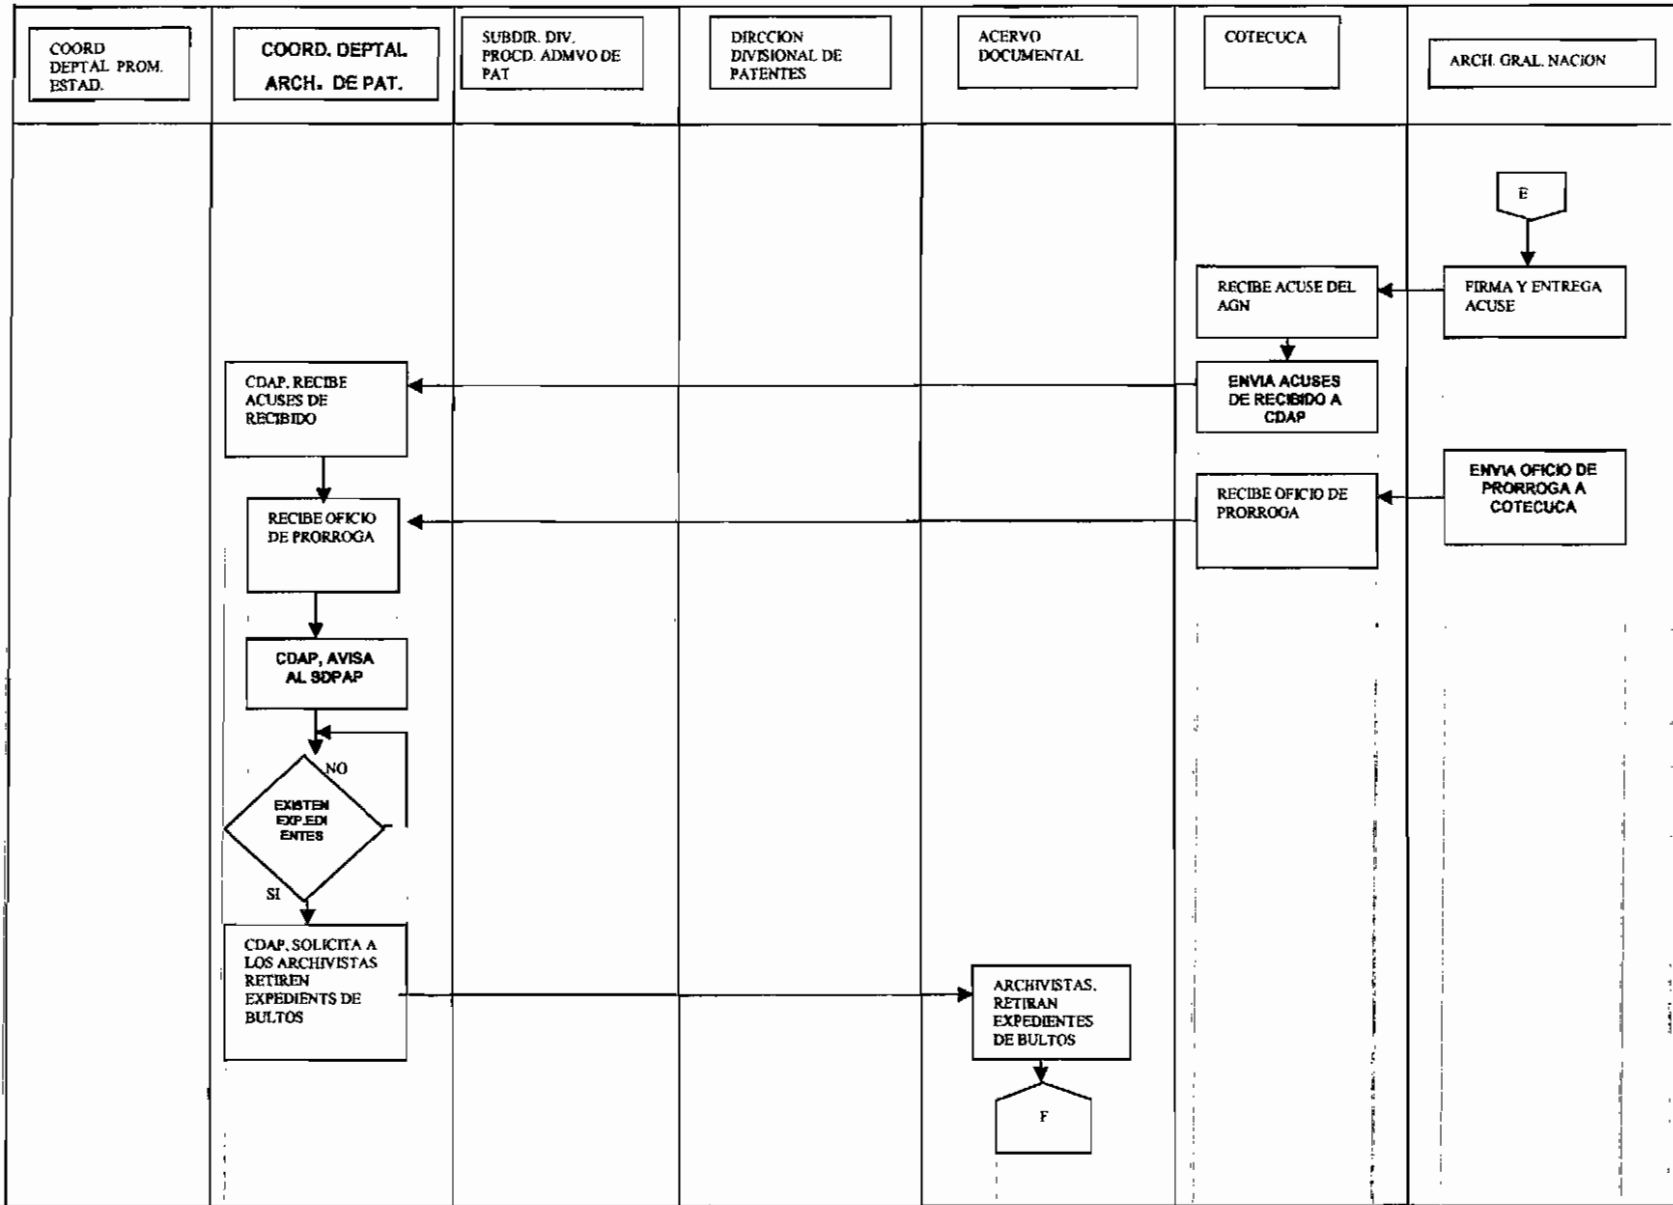 COORD
DEPTAL PROM.
ESTAD.
COORD. DEPTAL
ARCH. DE PAT.
SUBDIR. DIV.
PROCD. ADMVO DE
PAT
DIRCCION
DIVISIONAL DE
PATENTES
ACERVO
DOCUMENTAL
COTECUCA
ARCH. GRAL. NACION
E
RECIBE ACUSE DEL
AGN
FIRMA Y ENTREGA
ACUSE
CDAP, RECIBE
ACUSES DE
RECIBIDO
ENVIA ACUSES
DE RECIBIDO A
CDAP
RECIBE OFICIO
DE PRORROGA
RECIBE OFICIO DE
PRORROGA
ENVIA OFICIO DE
PRORROGA A
COTECUCA
CDAP, AVISA
AL SDPAP
NO
EXISTEN
EXP.EDI
ENTES
SI
CDAP, SOLICITA A
LOS ARCHIVISTAS
RETIREN
EXPEDIENTS DE
BULTOS
ARCHIVISTAS,
RETIRAN
EXPEDIENTES
DE BULTOS
F